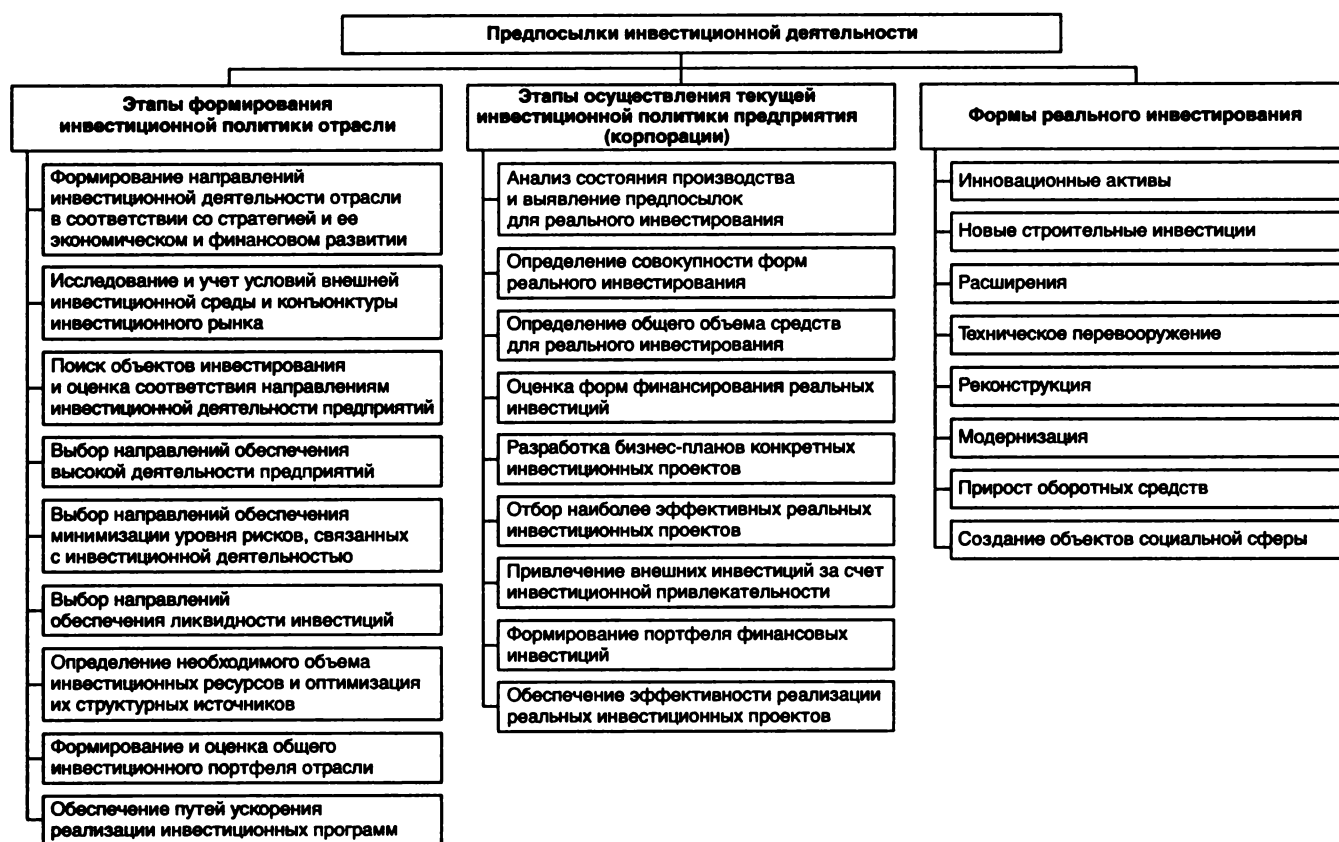 Предпосылки инвестиционной деятельности
Этапы формирования
инвестиционной политики отрасли
Формирование направлений
инвестиционной деятельности отрасли
в соответствии со стратегией и ее
экономическом и финансовом развитии
Исследование и учет условий внешней
инвестиционной среды и конъюнктуры
инвестиционного рынка
Поиск объектов инвестирования
и оценка соответствия направлениям
инвестиционной деятельности предприятий
Выбор направлений обеспечения
высокой деятельности предприятий
Выбор направлений обеспечения
минимизации уровня рисков, связанных
с инвестиционной деятельностью
Выбор направлений
обеспечения ликвидности инвестиций
Определение необходимого объема
инвестиционных ресурсов и оптимизация
их структурных источников
Формирование и оценка общего
инвестиционного портфеля отрасли
Обеспечение путей ускорения
реализации инвестиционных программ
Этапы осуществления текущей
инвестиционной политики предприятия
(корпорации)
Анализ состояния производства
и выявление предпосылок
для реального инвестирования
Определение совокупности форм
реального инвестирования
Определение общего объема средств
для реального инвестирования
Оценка форм финансирования реальных
инвестиций
Разработка бизнес-планов конкретных
инвестиционных проектов
Отбор наиболее эффективных реальных
инвестиционных проектов
Привлечение внешних инвестиций за счет
инвестиционной привлекательности
Формирование портфеля финансовых
инвестиций
Обеспечение эффективности реализации
реальных инвестиционных проектов
Формы реального инвестирования
Инновационные активы
Новые строительные инвестиции
Расширения
Техническое перевооружение
Реконструкция
Модернизация
Прирост оборотных средств
Создание объектов социальной сферы